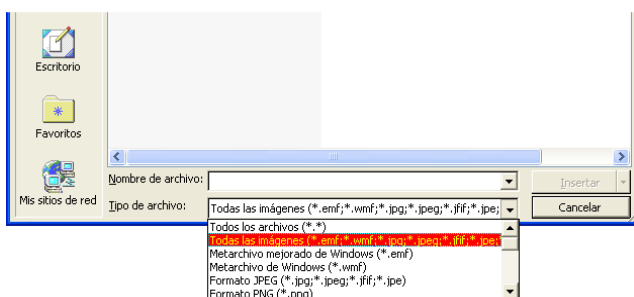 Escritorio
Favoritos
Mis sitios de red
Nombre de archivo:
Insertar
Tipo de archivo:
Todas las imágenes (*.emf;*.wmf;*.jpg;*.jpeg;*.jfif;*.jpe;
Cancelar
Todos los archivos (*.*)
Todas las imágenes (*.emf;*.wmf;*.jpg;*.jpeg;*.jfif;*.jpe;*
Metarchivo mejorado de Windows (*.emf)
Metarchivo de Windows (*.wmf)
Formato JPEG (*.jpg;*.jpeg;*.jfif;*.jpe)
Formato PNG (*.png)